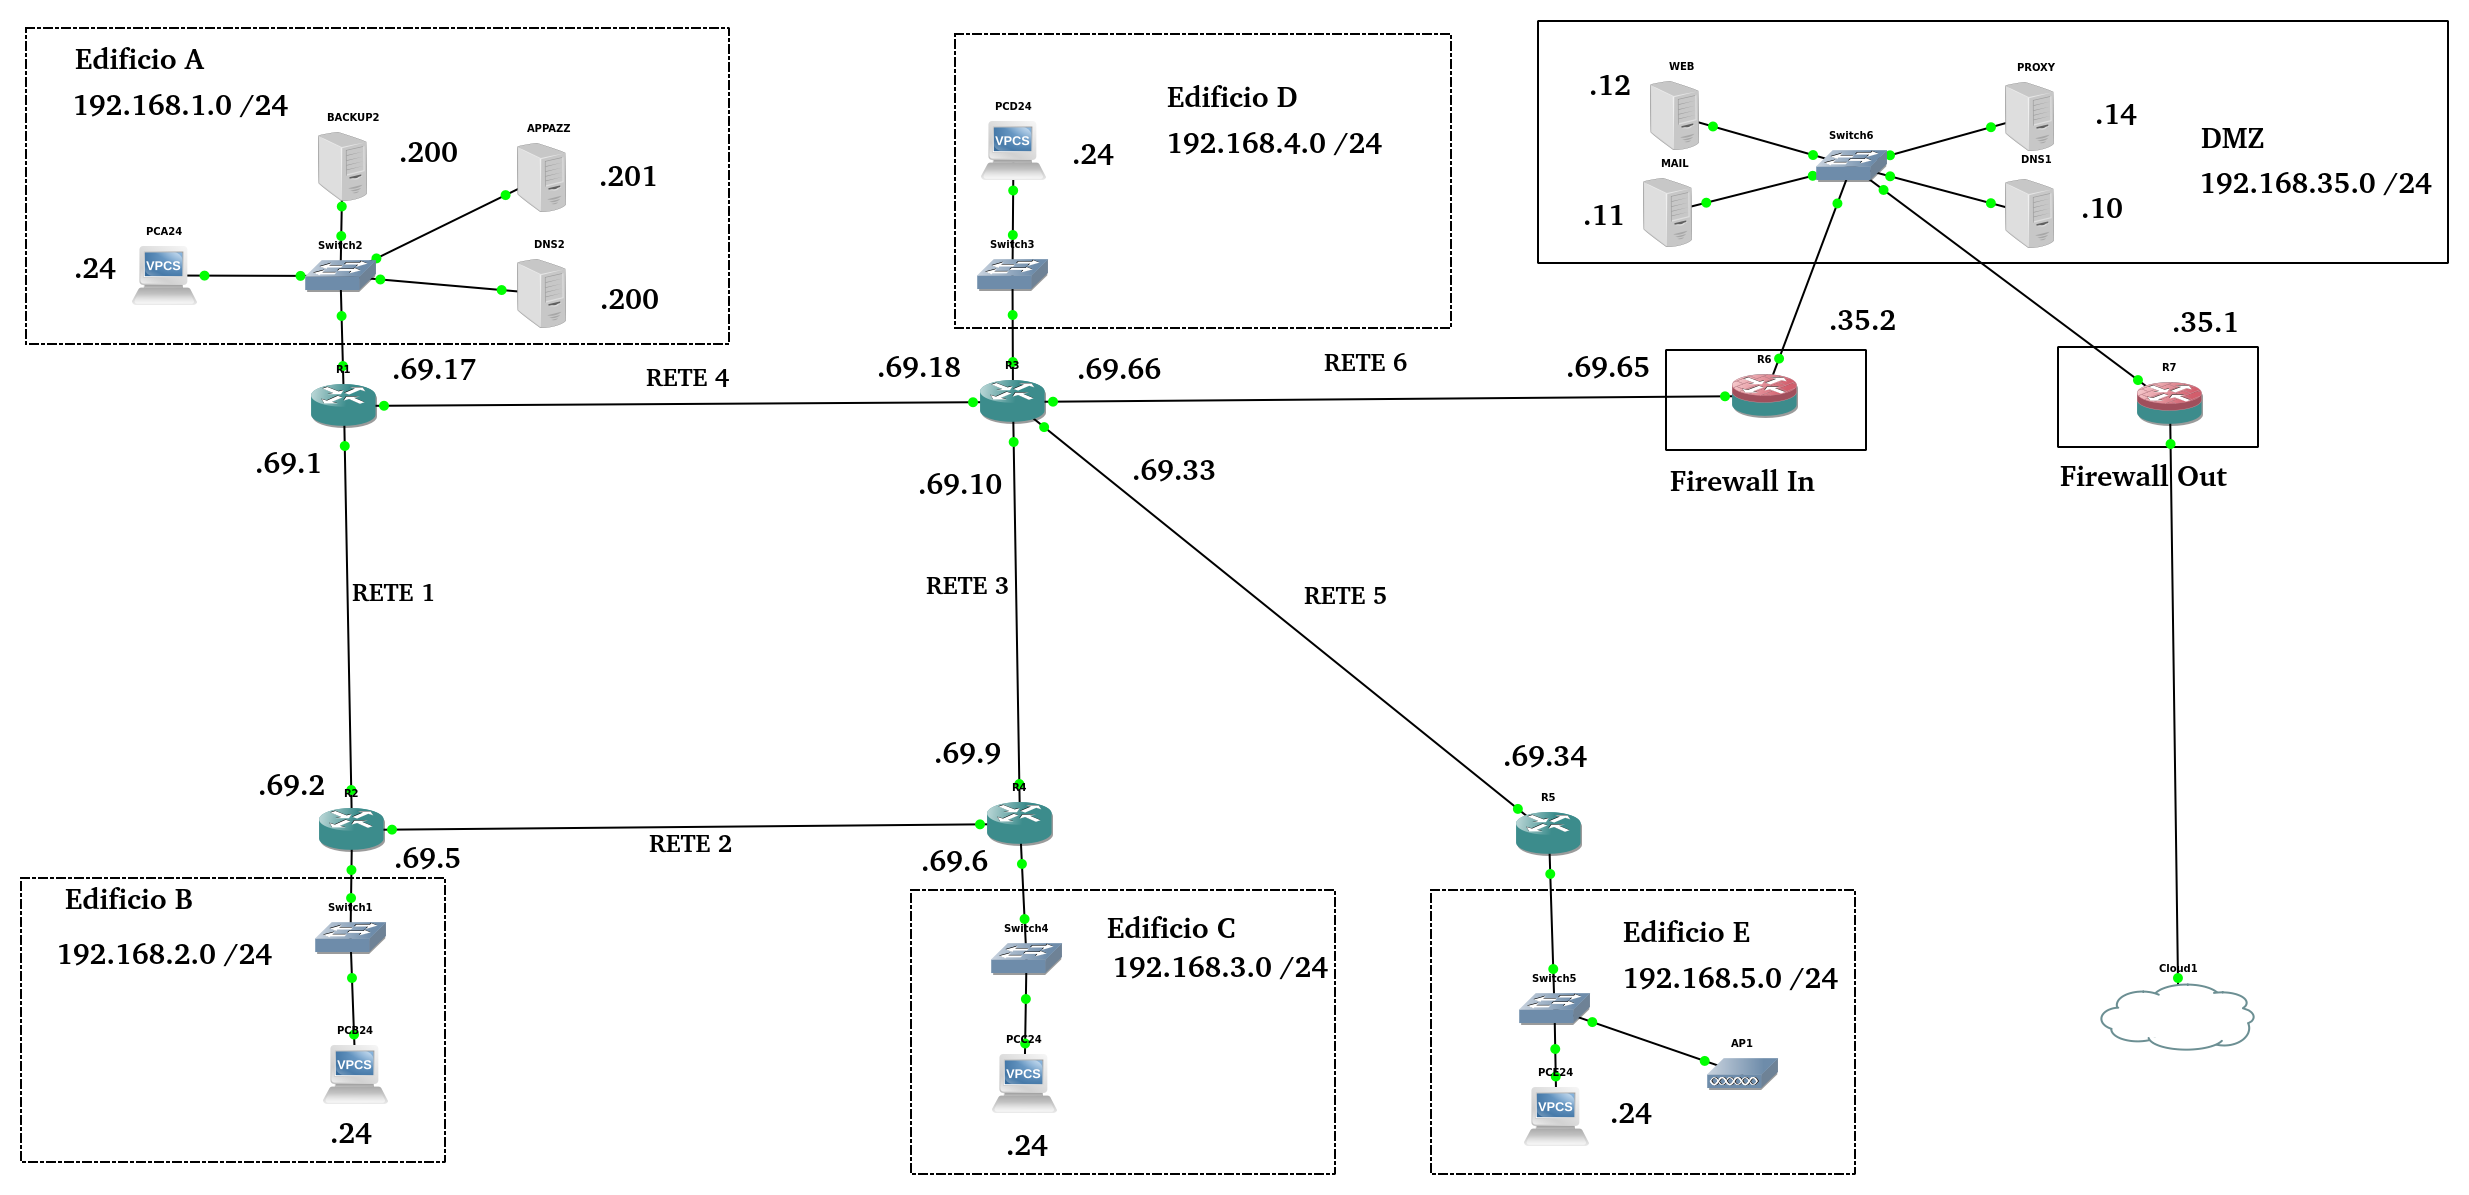 Edificio A
192.168.1.0 /24
BACKUP2
.200
APPAZZ
.201
PCA24
VPCS
.24
Switch2
DNS2
.200
R1
.69.17
.69.1
RETE 4
PCD24
VPCS
.24
Edificio D
192.168.4.0 /24
Switch3
.69.18
R3
.69.66
RETE 6
.69.65
.69.10
.69.33
WEB
.12
PROXY
.14
Switch6
MAIL
.11
DNS1
.10
DMZ
192.168.35.0 /24
.35.2
R6
Firewall In
.35.1
R7
Firewall Out
RETE 1
RETE 3
RETE 5
.69.2
R2
.69.5
RETE 2
.69.9
R4
.69.6
.69.34
R5
Edificio B
192.168.2.0 /24
Switch1
PCB24
VPCS
.24
Edificio C
192.168.3.0 /24
Switch4
PCC24
VPCS
.24
Edificio E
192.168.5.0 /24
Switch5
AP1
PCE24
VPCS
.24
Cloud1